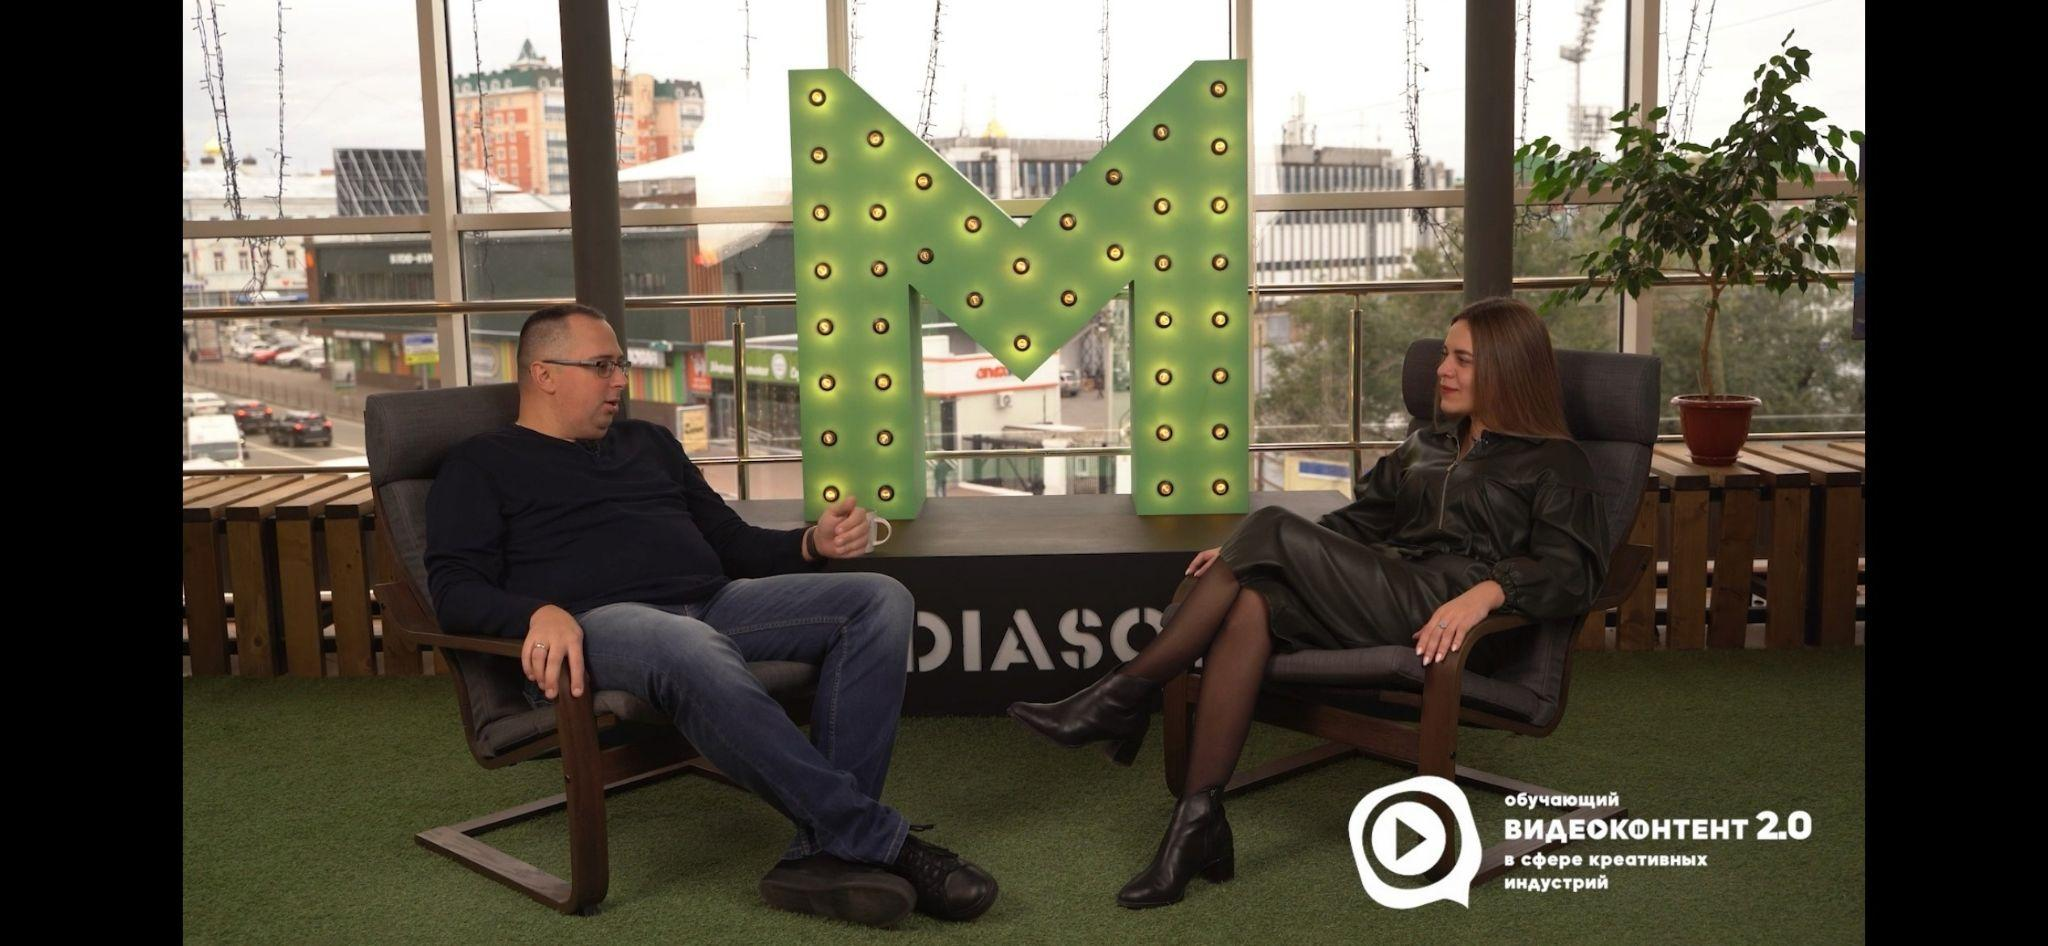 M
DIASO
обучающий
ВИДЕОКОНТЕНТ 2.0
в сфере креативных
индустрий